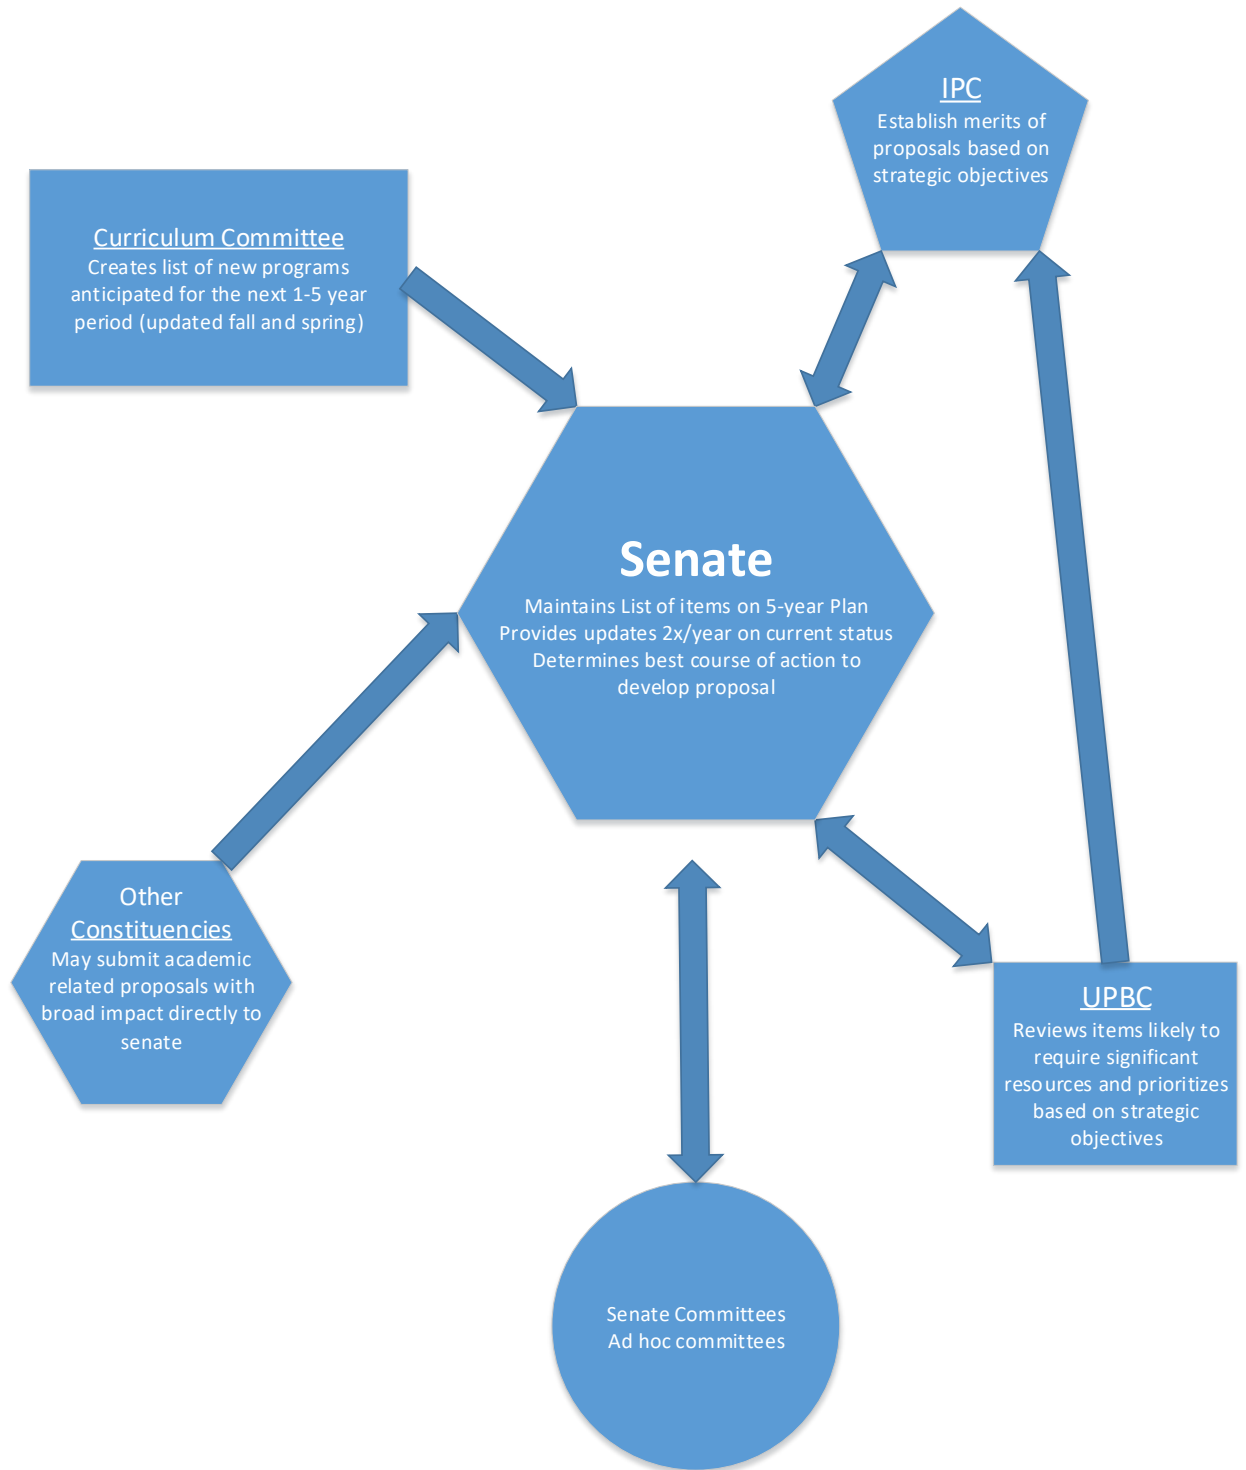 IPC
Establish merits of
proposals based on
strategic objectives
Curriculum Committee
Creates list of new programs
anticipated for the next 1-5 year
period (updated fall and spring)
Senate
Maintains List of items on 5-year Plan
Provides updates 2x/year on current status
Determines best course of action to
develop proposal
Other
Constituencies
May submit academic
related proposals with
broad impact directly to
senate
UPBC
Reviews items likely to
require significant
resources and prioritizes
based on strategic
objectives
Senate Committees
Ad hoc committees